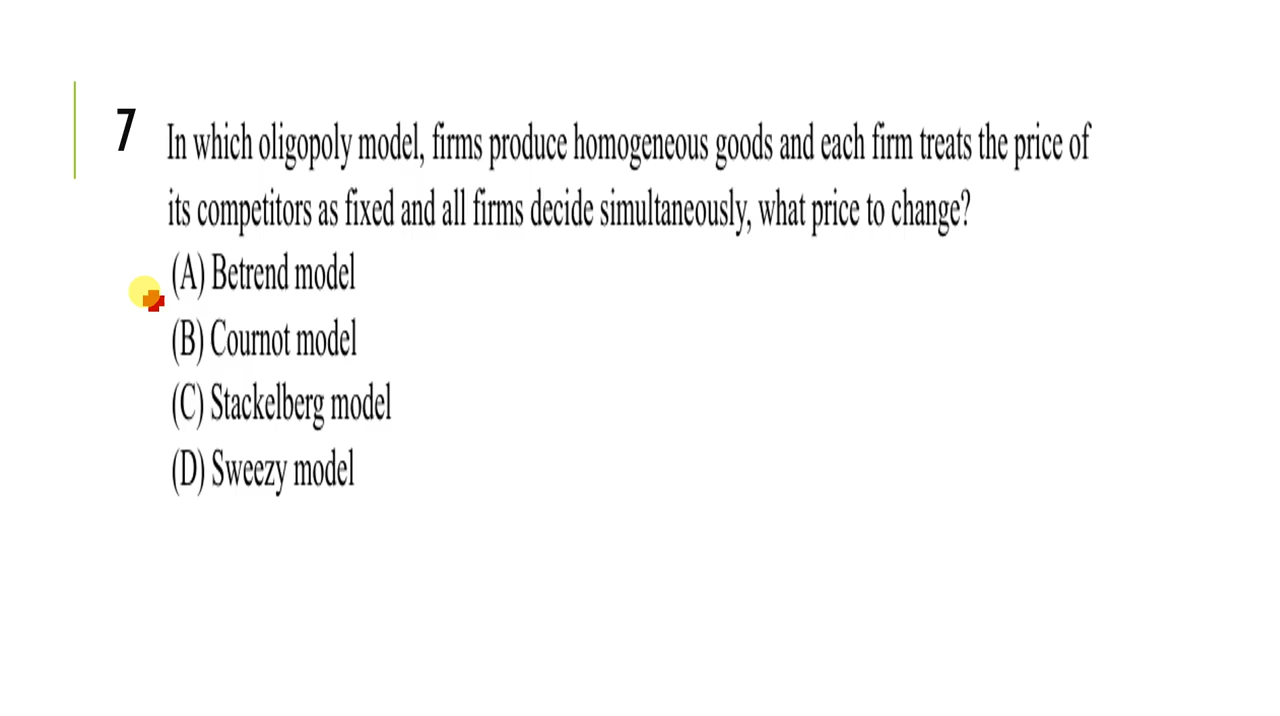 7 In which oligopoly model, firms produce homogeneous goods and each firm treats the price of
its competitors as fixed and all firms decide simultaneously, what price to change?
(A) Betrend model
(B) Cournot model
(C) Stackelberg model
(D) Sweezy model